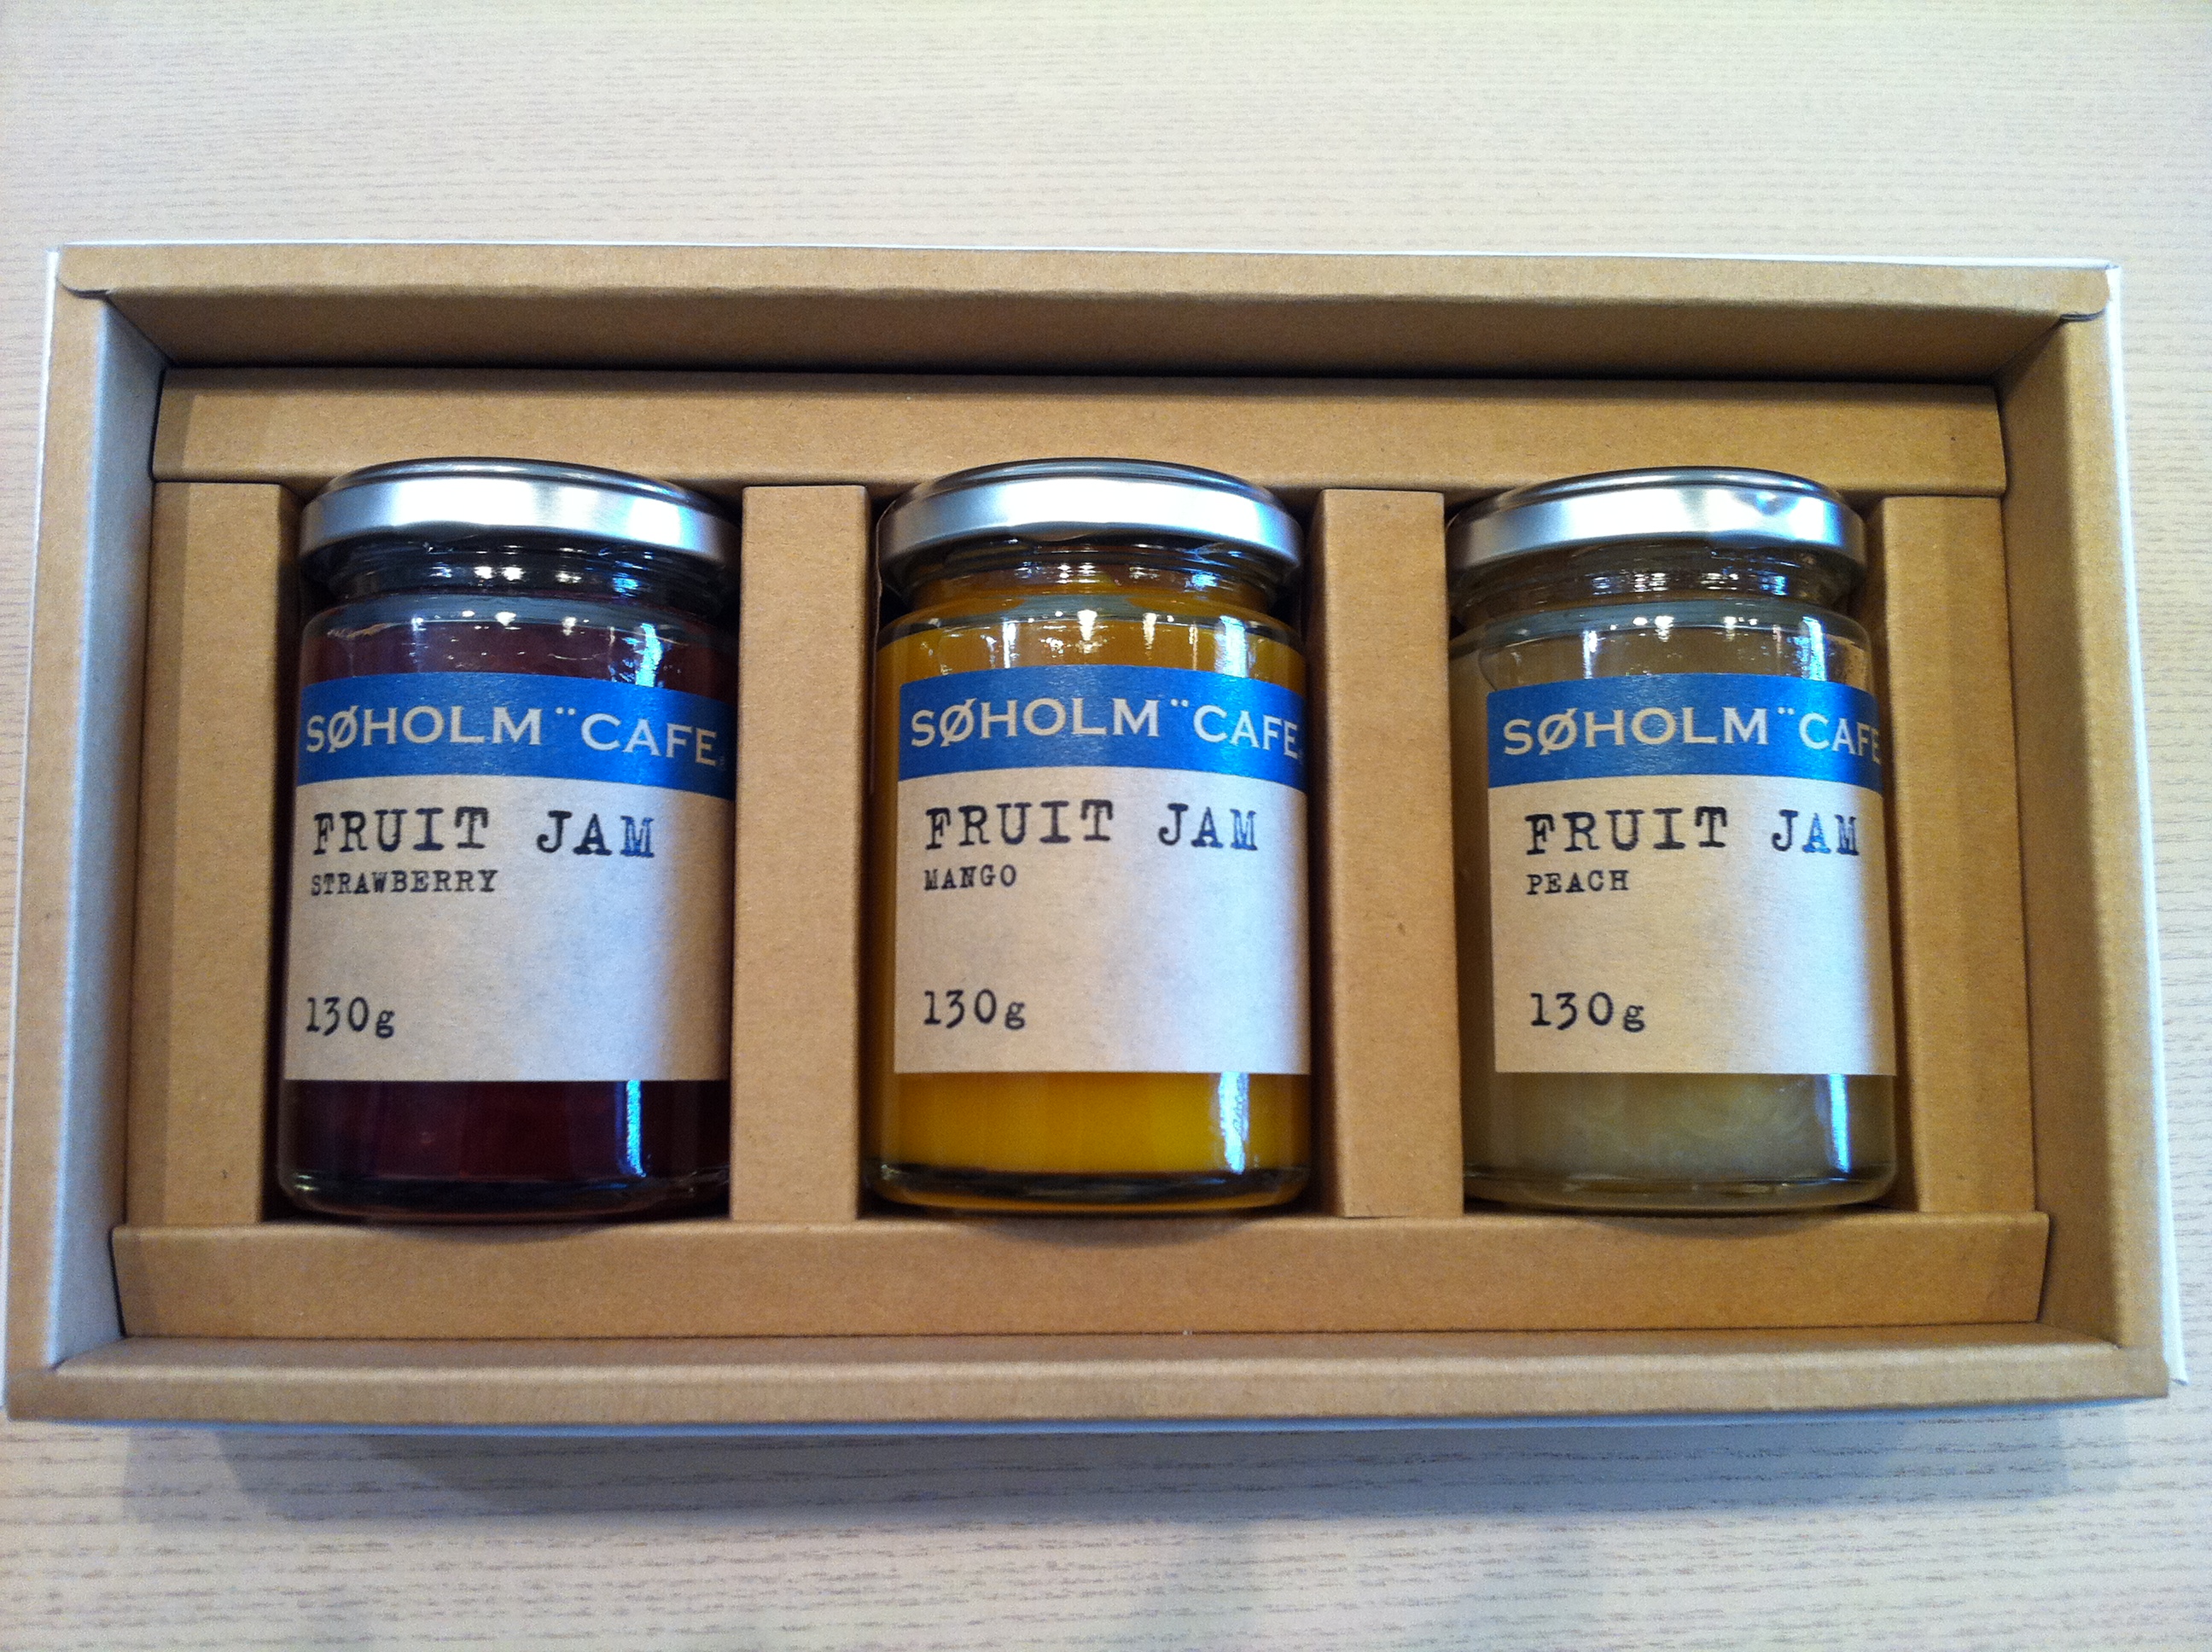 SØHOLM¨CAFE
FRUIT JAM
STRAWBERRY
130g
SØHOLM¨CAFE
FRUIT JAM
MANGO
130g
SØHOLM¨CAFE
FRUIT JAM
PEACH
130g